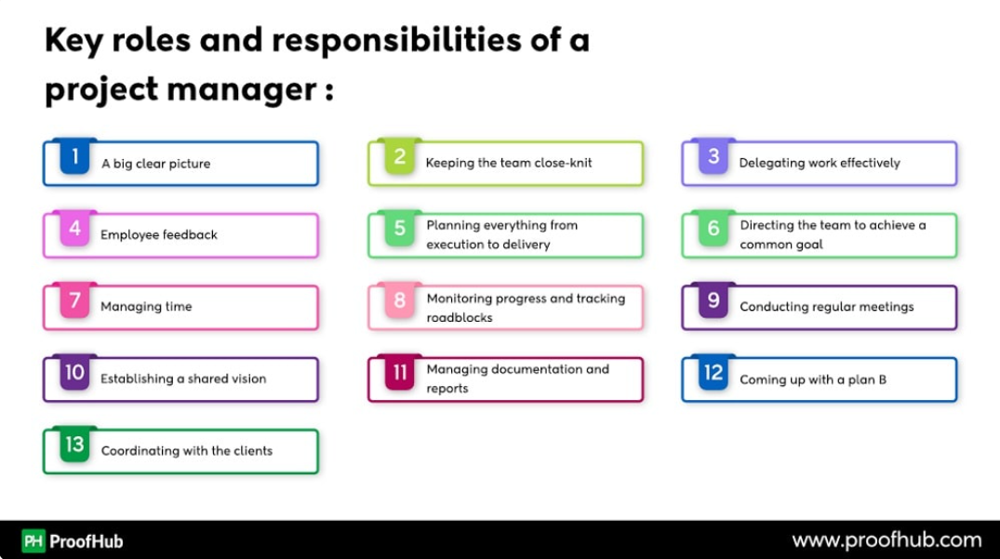 Key roles and responsibilities of a
project manager :
1
A big clear picture
2
Keeping the team close-knit
3
Delegating work effectively
4
Employee feedback
5
Planning everything from
execution to delivery
6
Directing the team to achieve a
common goal
7
Managing time
8
Monitoring progress and tracking
roadblocks
9
Conducting regular meetings
10
Establishing a shared vision
11
Managing documentation and
reports
12
Coming up with a plan B
13
Coordinating with the clients
PH ProofHub
www.proofhub.com